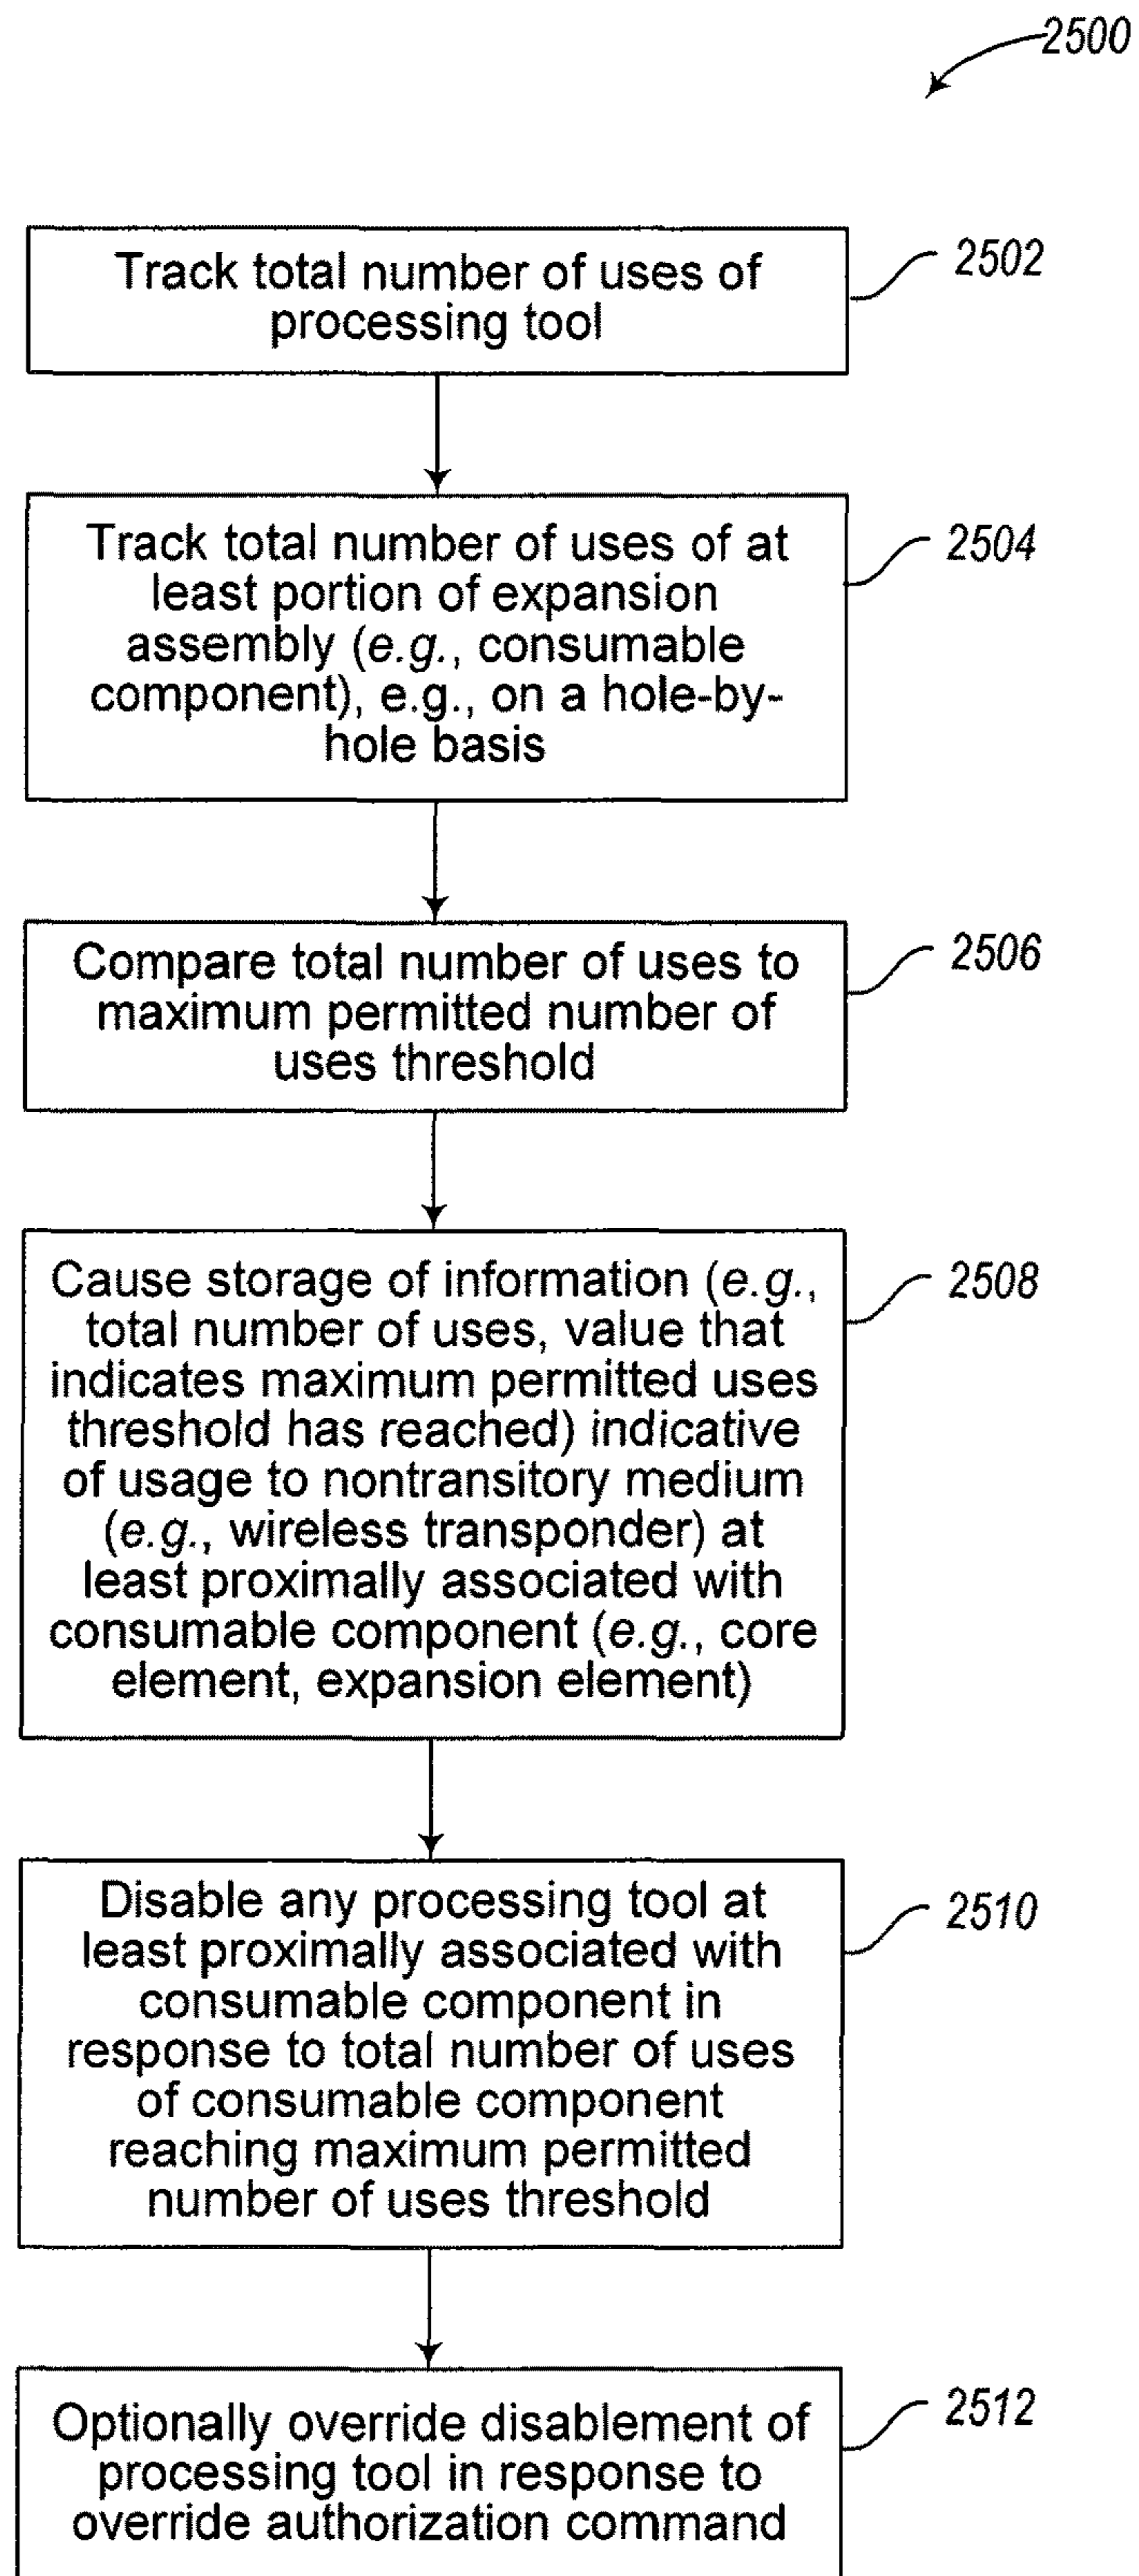 2500
Track total number of uses of
processing tool
2502
Track total number of uses of at
least portion of expansion
assembly (e.g., consumable
component), e.g., on a hole-by-
hole basis
2504
Compare total number of uses to
maximum permitted number of
uses threshold
2506
Cause storage of information (e.g.,
total number of uses, value that
indicates maximum permitted uses
threshold has reached) indicative
of usage to nontransitory medium
(e.g., wireless transponder) at
least proximally associated with
consumable component (e.g., core
element, expansion element)
2508
Disable any processing tool at
least proximally associated with
consumable component in
response to total number of uses
of consumable component
reaching maximum permitted
number of uses threshold
2510
Optionally override disablement of
processing tool in response to
override authorization command
2512